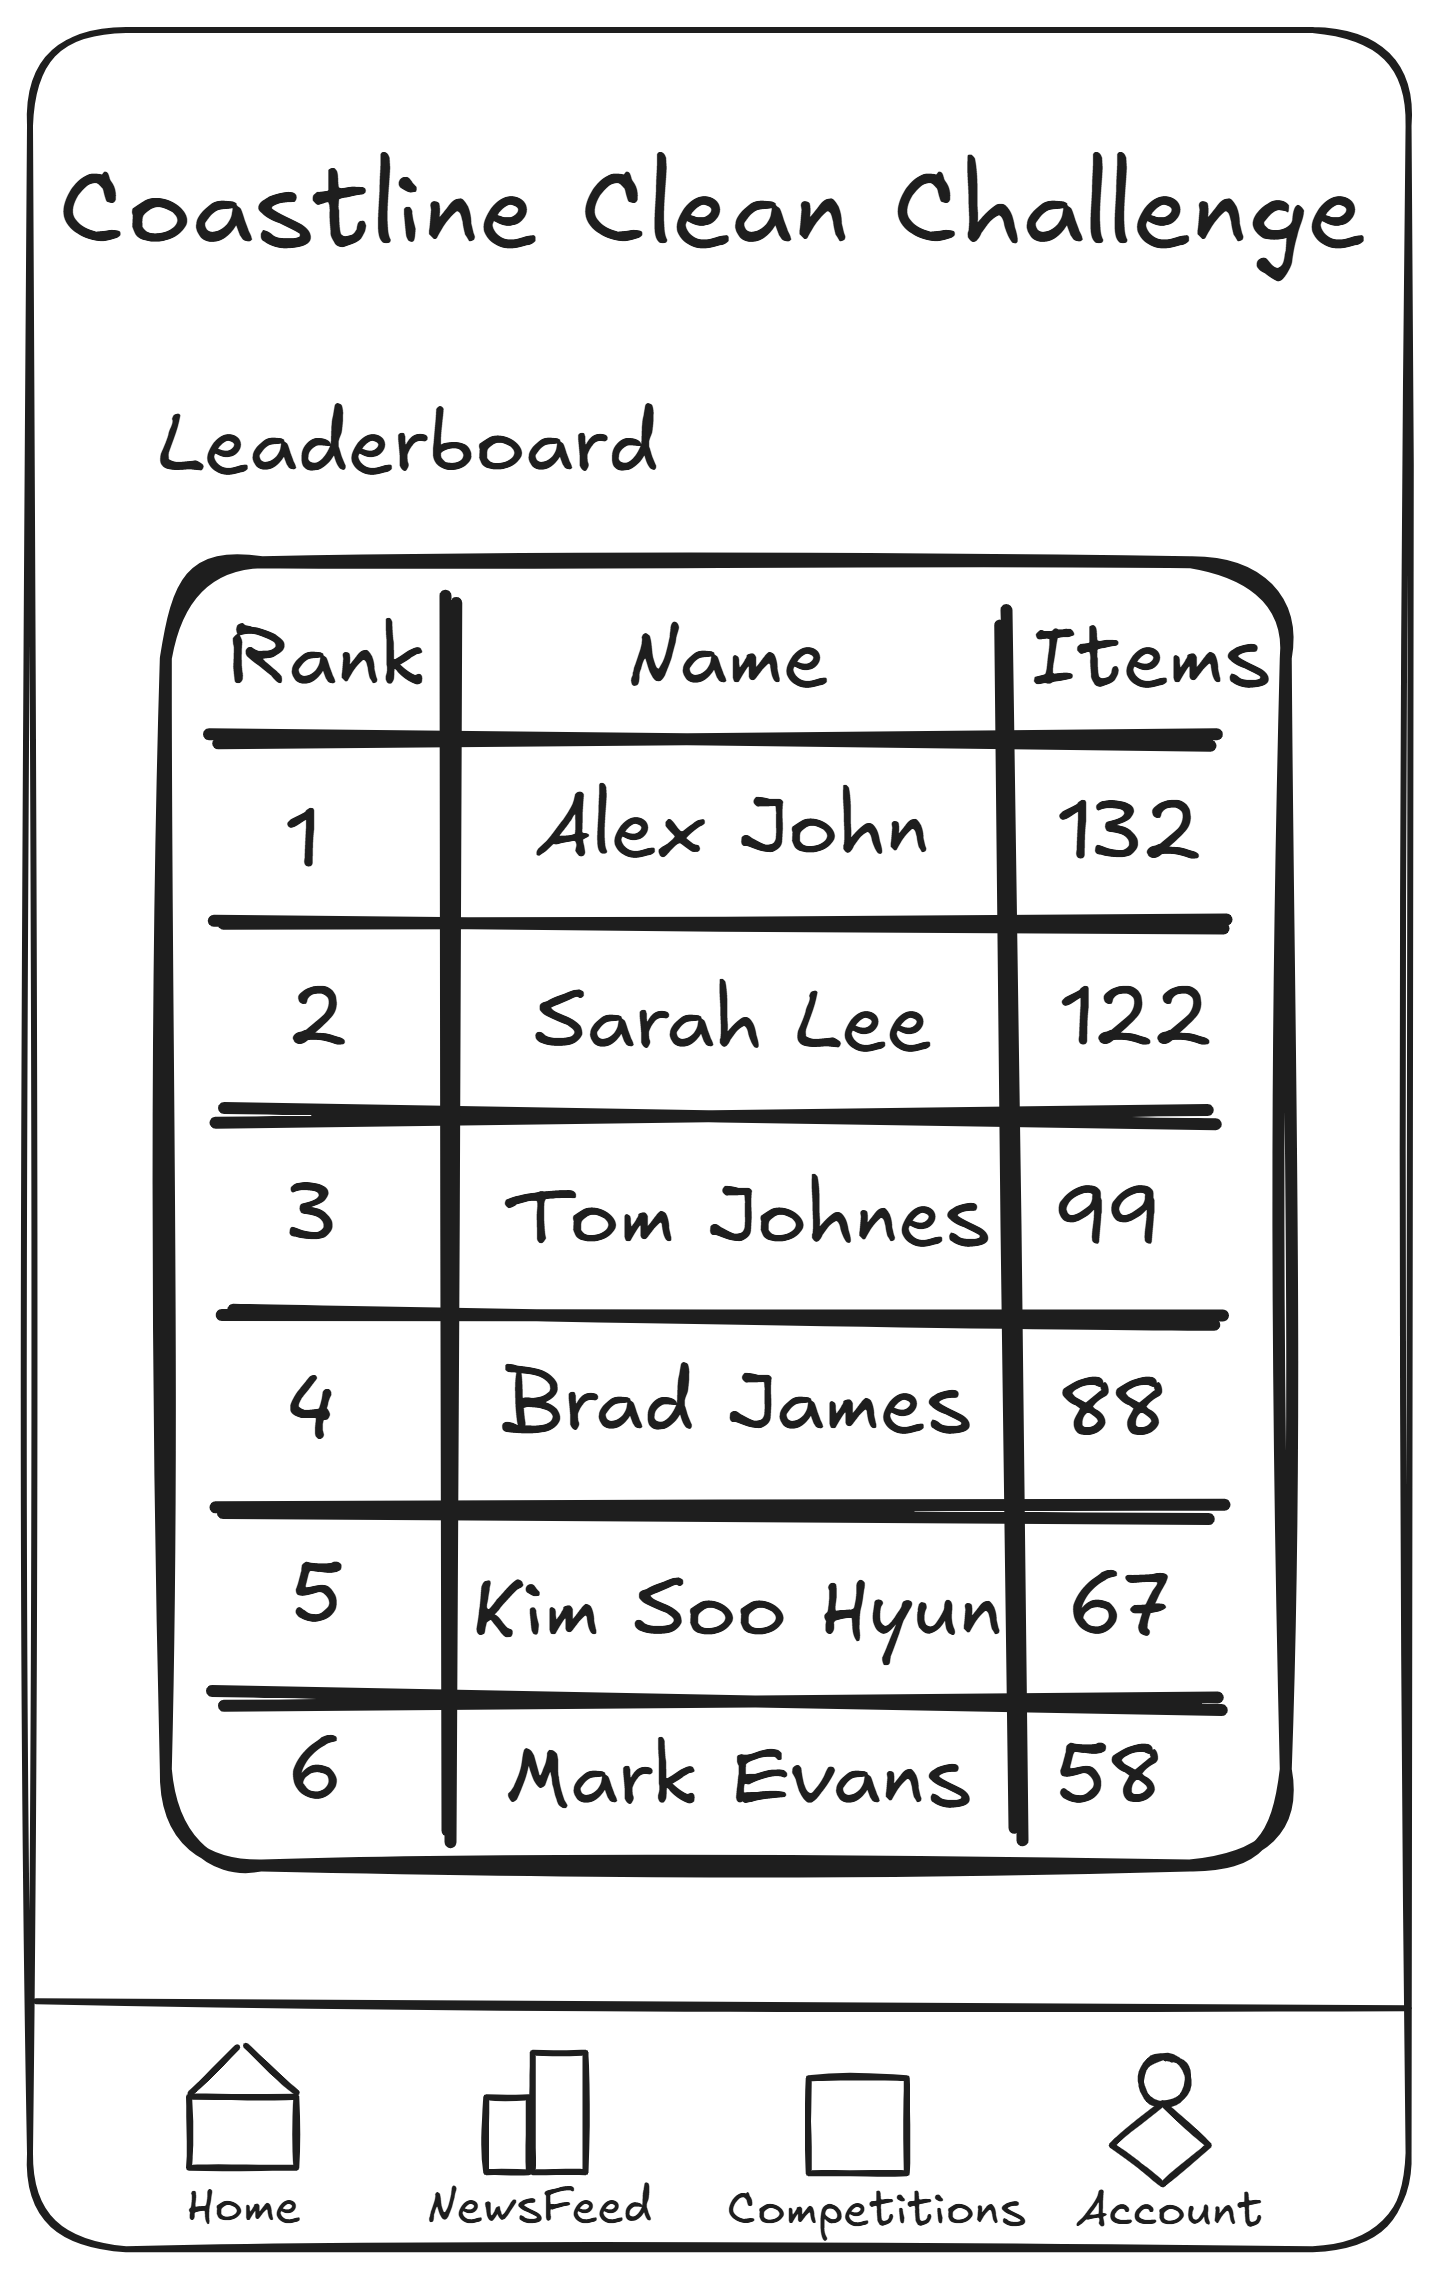 Coastline Clean Challenge
Leaderboard
Rank Name Items
1 Alex John 132
2 Sarah Lee 122
3 Tom Johnes 99
4 Brad James 88
5 Kim Soo Hyun 67
6 Mark Evans 58
Home NewsFeed Competitions Account